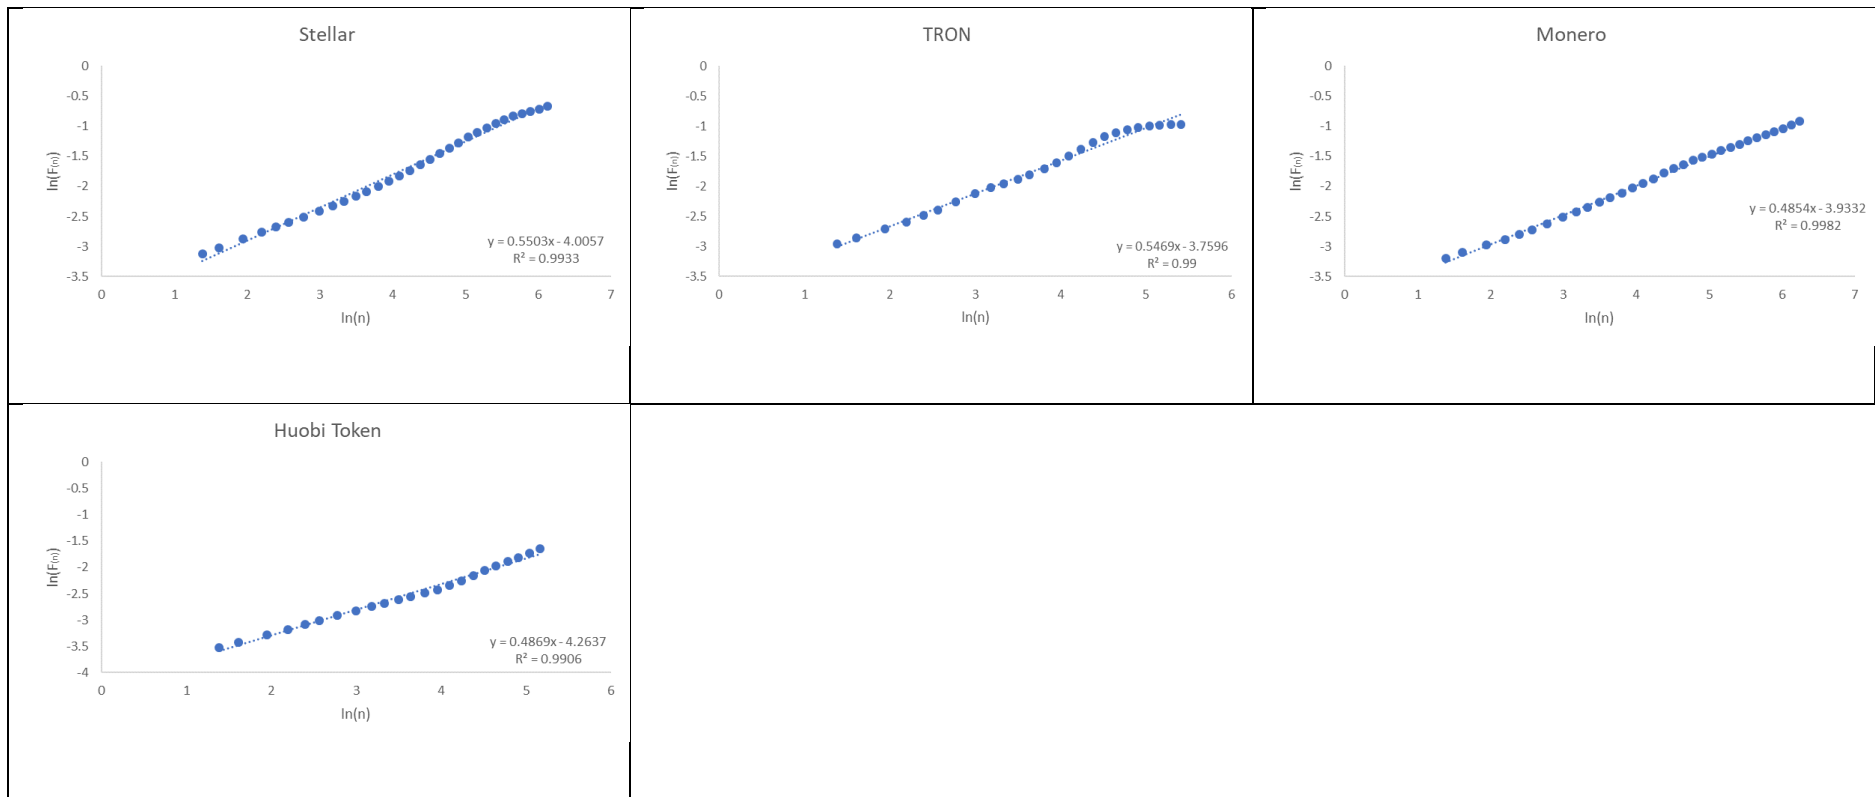 Stellar
0
-0.5
-1
-1.5
-2
-2.5
-3
-3.5
ln(F(n))
y = 0.5503x - 4.0057
R² = 0.9933
0 1 2 3 4 5 6 7
ln(n)
TRON
0
-0.5
-1
-1.5
-2
-2.5
-3
-3.5
ln(F(n))
y = 0.5469x - 3.7596
R² = 0.99
0 1 2 3 4 5 6
ln(n)
Monero
0
-0.5
-1
-1.5
-2
-2.5
-3
-3.5
ln(F(n))
y = 0.4854x - 3.9332
R² = 0.9982
0 1 2 3 4 5 6 7
ln(n)
Huobi Token
0
-0.5
-1
-1.5
-2
-2.5
-3
-3.5
-4
ln(F(n))
y = 0.4869x - 4.2637
R² = 0.9906
0 1 2 3 4 5 6
ln(n)